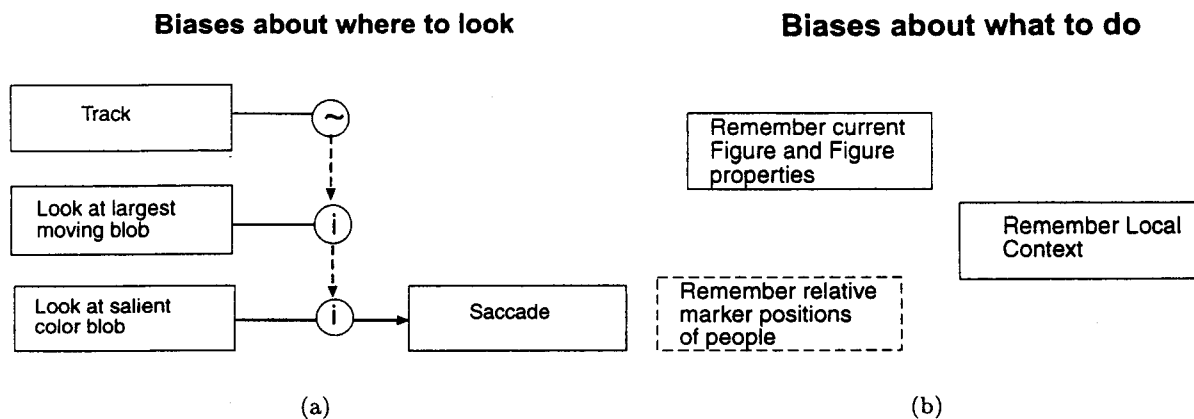 Biases about where to look
Track
~
Look at largest
moving blob
i
Look at salient
color blob
i
Saccade
(a)
Biases about what to do
Remember current
Figure and Figure
properties
Remember Local
Context
Remember relative
marker positions
of people
(b)